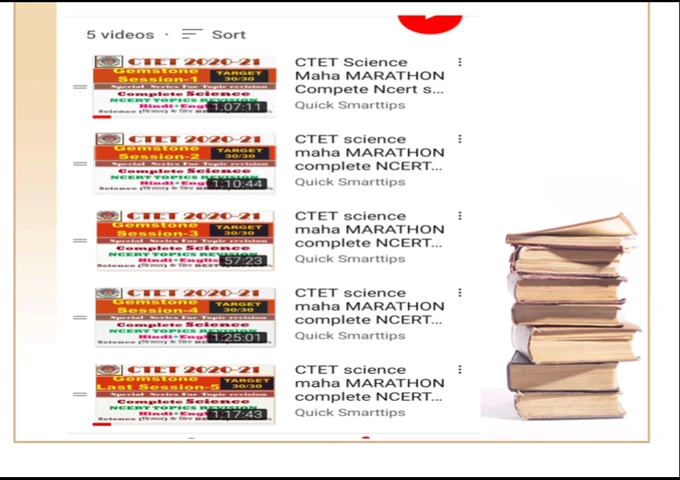 5 videos · Sort
CTET 2020-21
Gemstone
Session-1
TARGET
30/30
Special Series For Topic revision
Complete Science
NCERT TOPICS REVISION
Hindi+Engl
1:07:11
CTET Science
Maha MARATHON
Compete Ncert s...
Quick Smarttips
CTET 2020-21
Gemstone
Session-2
TARGET
30/30
Special Series For Topic revision
Complete Science
NCERT TOPICS REVISION
Hindi+Engl
1:10:44
CTET science
maha MARATHON
complete NCERT...
Quick Smarttips
CTET 2020-21
Gemstone
Session-3
TARGET
30/30
Special Series For Topic revision
Complete Science
NCERT TOPICS REVISION
Hindi+Englis
57:23
CTET science
maha MARATHON
complete NCERT...
Quick Smarttips
CTET 2020-21
Gemstone
Session-4
TARGET
30/30
Special Series For Topic revision
Complete Science
NCERT TOPICS REVISION
Hindi+Engl
1:25:01
CTET science
maha MARATHON
complete NCERT...
Quick Smarttips
CTET 2020-21
Gemstone
Last Session-5
TARGET
30/30
Special Series For Topic revision
Complete Science
NCERT TOPICS REVISION
Hindi+Engl
1:17:43
CTET science
maha MARATHON
complete NCERT...
Quick Smarttips